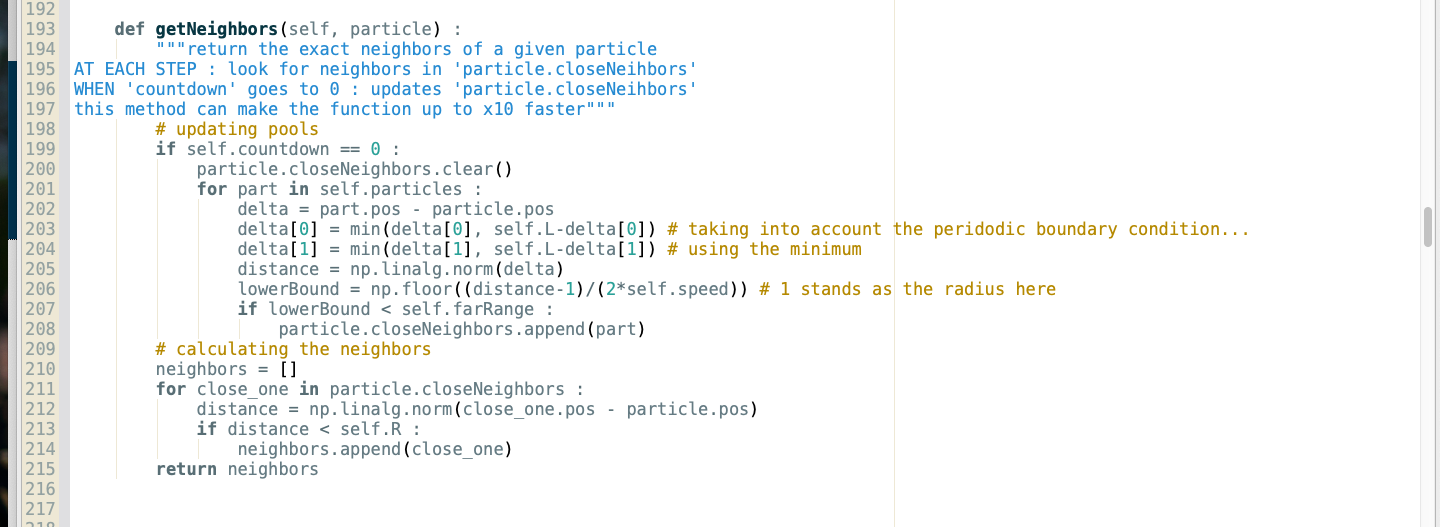 192
193     def getNeighbors(self, particle) :
194         """return the exact neighbors of a given particle
195 AT EACH STEP : look for neighbors in 'particle.closeNeihbors'
196 WHEN 'countdown' goes to 0 : updates 'particle.closeNeihbors'
197 this method can make the function up to x10 faster"""
198         # updating pools
199         if self.countdown == 0 :
200             particle.closeNeighbors.clear()
201             for part in self.particles :
202                 delta = part.pos - particle.pos
203                 delta[0] = min(delta[0], self.L-delta[0]) # taking into account the peridodic boundary condition...
204                 delta[1] = min(delta[1], self.L-delta[1]) # using the minimum
205                 distance = np.linalg.norm(delta)
206                 lowerBound = np.floor((distance-1)/(2*self.speed)) # 1 stands as the radius here
207                 if lowerBound < self.farRange :
208                     particle.closeNeighbors.append(part)
209         # calculating the neighbors
210         neighbors = []
211         for close_one in particle.closeNeighbors :
212             distance = np.linalg.norm(close_one.pos - particle.pos)
213             if distance < self.R :
214                 neighbors.append(close_one)
215         return neighbors
216
217
218